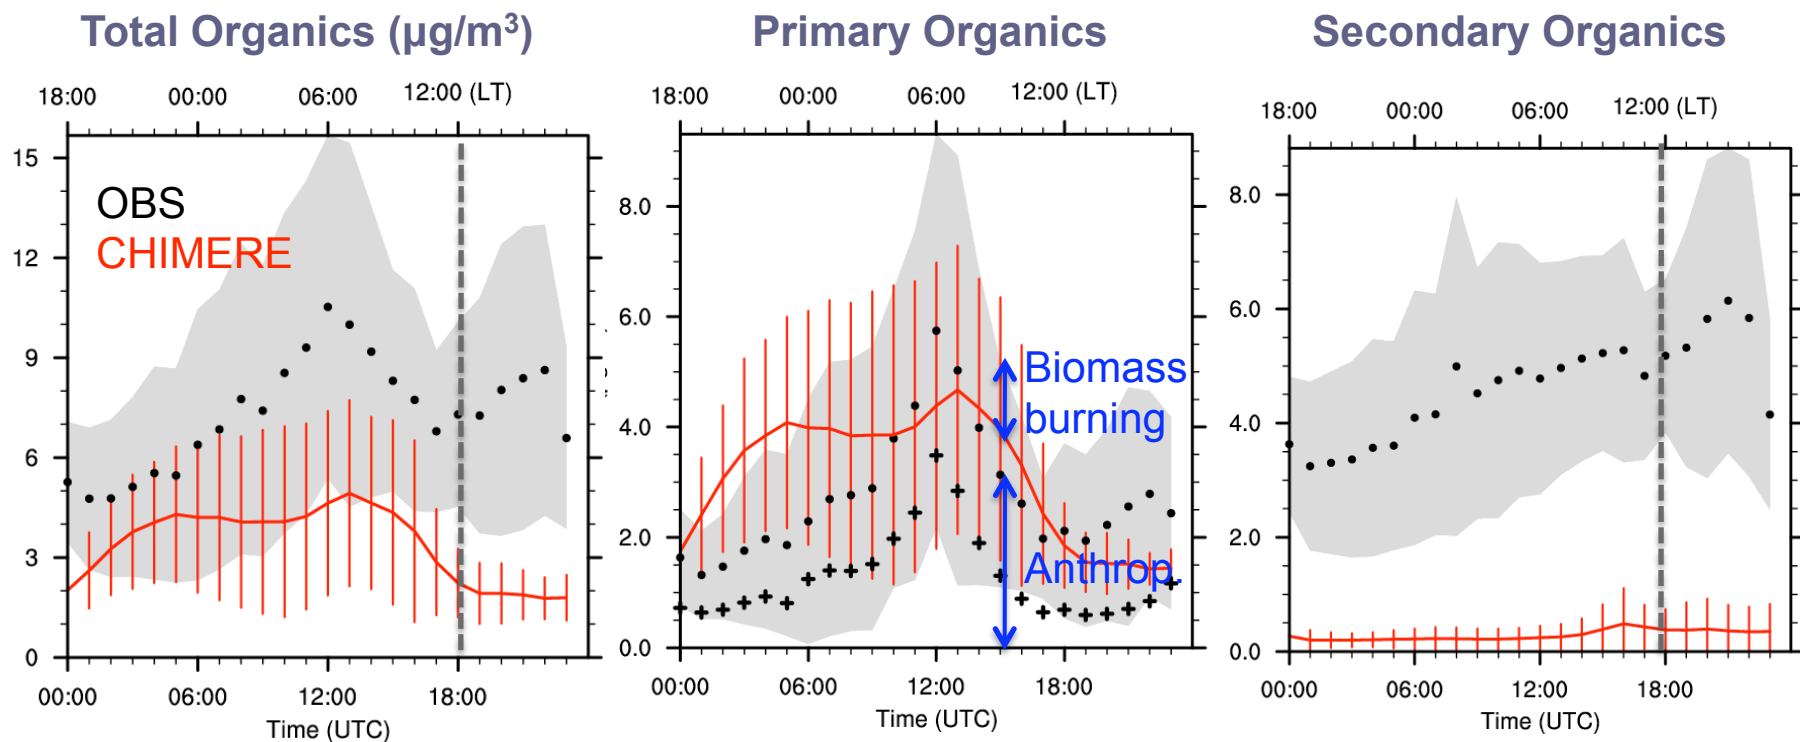 Total Organics (µg/m³)
18:00 00:00 06:00 12:00 (LT)
15
12
9
6
3
0
OBS
CHIMERE
00:00 06:00 12:00 18:00
Time (UTC)
Primary Organics
18:00 00:00 06:00 12:00 (LT)
8.0
6.0
4.0
2.0
0.0
Biomass
burning
Anthrop.
00:00 06:00 12:00 18:00
Time (UTC)
Secondary Organics
18:00 00:00 06:00 12:00 (LT)
8.0
6.0
4.0
2.0
0.0
00:00 06:00 12:00 18:00
Time (UTC)